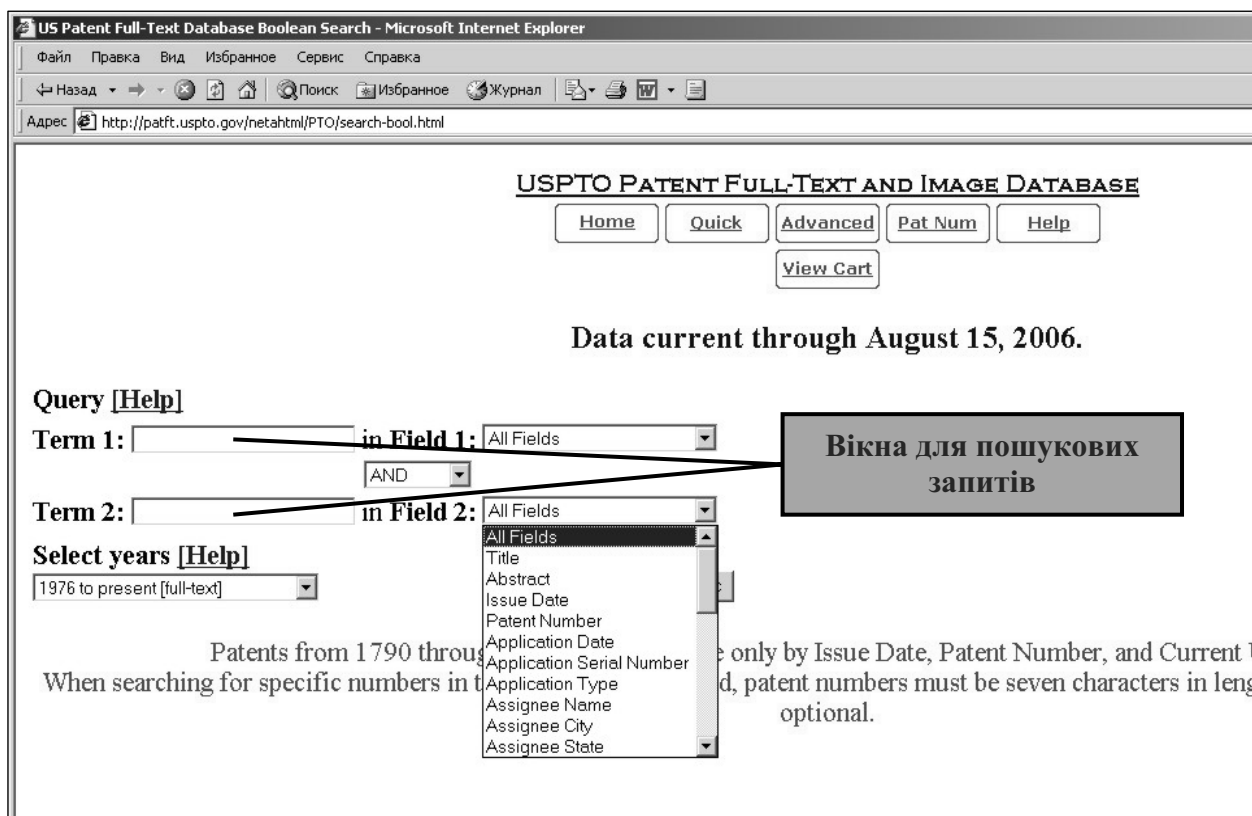 US Patent Full-Text Database Boolean Search - Microsoft Internet Explorer
Файл Правка Вид Избранное Сервис Справка
Назад Поиск Избранное Журнал
Адрес http://patft.uspto.gov/netahtml/PTO/search-bool.html
USPTO PATENT FULL-TEXT AND IMAGE DATABASE
Home Quick Advanced Pat Num Help
View Cart
Data current through August 15, 2006.
Query [Help]
Term 1: in Field 1: All Fields
AND
Вікна для пошукових
запитів
Term 2: in Field 2: All Fields
Select years [Help]
1976 to present [full-text]
All Fields
Title
Abstract
Issue Date
Patent Number
Application Date
Application Serial Number
Application Type
Assignee Name
Assignee City
Assignee State
Patents from 1790 only by Issue Date, Patent Number, and Current
When searching for specific numbers in patent numbers must be seven characters in
optional.